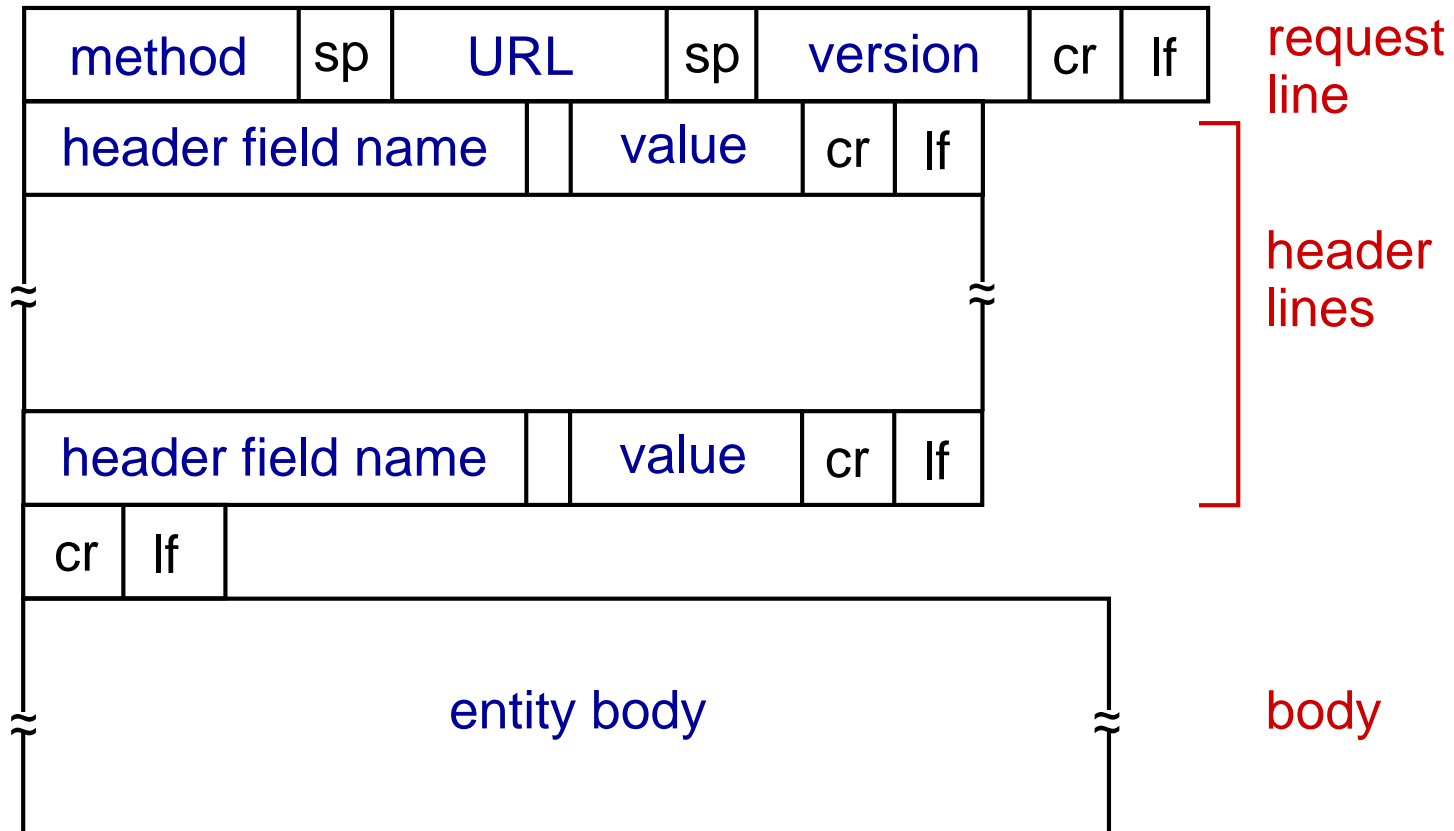 method sp URL sp version cr lf
request
line
header field name value cr lf
header
lines
header field name value cr lf
cr lf
entity body
body